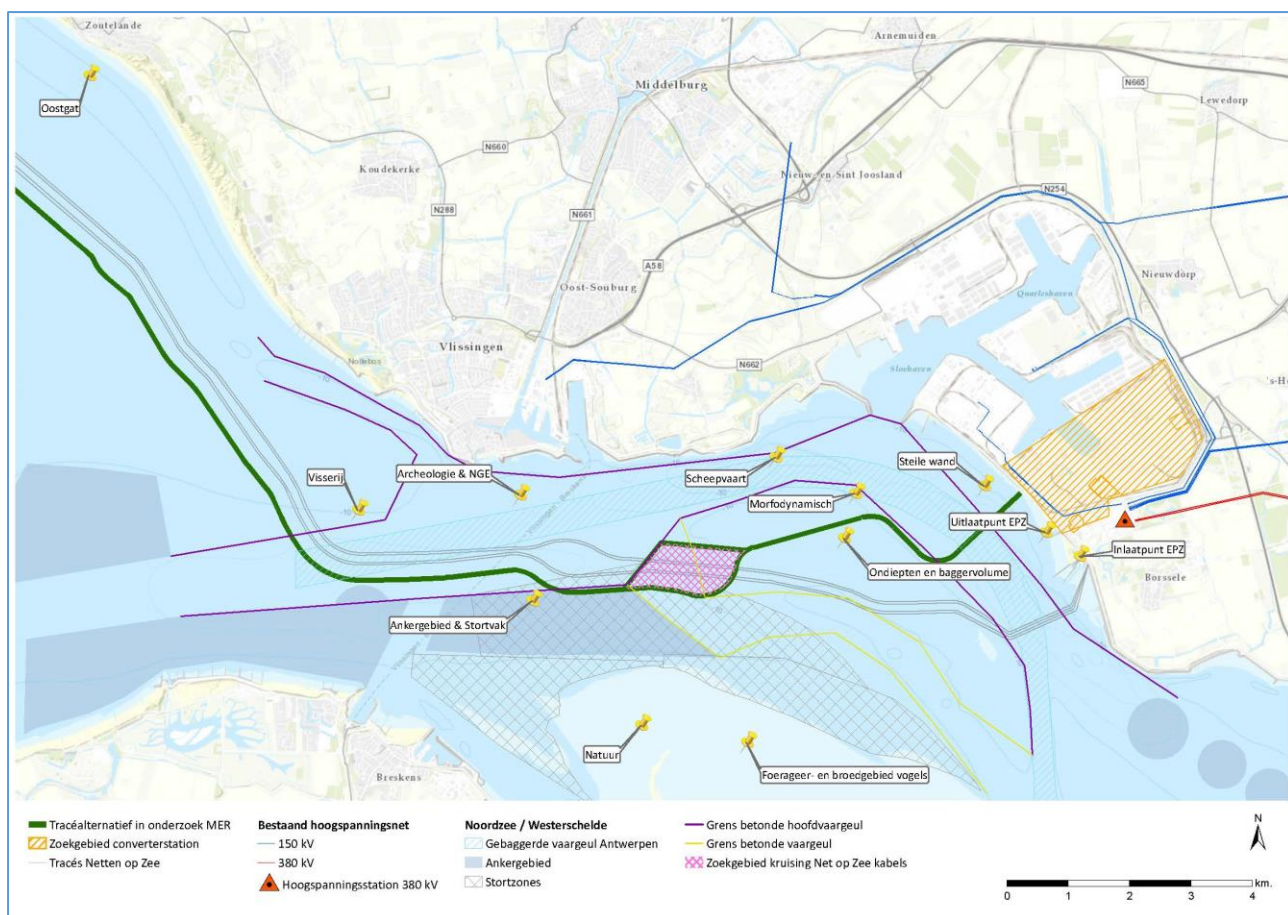 Zoutelande
Oostgat
Middelburg
Arnemuiden
N665
Lewedorp
Koudekerke
N660
N288
N661
Nieuw- en Sint Joosland
N254
A58
Oost-Souburg
Nieuwdorp
Quarleshaven
Nollebos
Vlissingen
N662
Sloehaven
's-H
Visserij
Archeologie & NGE
Scheepvaart
Steile wand
Morfodynamisch
Uitlaatpunt EPZ
Inlaatpunt EPZ
Ondiepten en baggervolume
Borssele
Ankergebied & Stortvak
Natuur
Foerageer- en broedgebied vogels
Breskens
Tracéalternatief in onderzoek MER
Zoekgebied converterstation
Tracés Netten op Zee
Bestaand hoogspanningsnet
150 kV
380 kV
Hoogspanningsstation 380 kV
Noordzee / Westerschelde
Gebaggerde vaargeul Antwerpen
Ankergebied
Stortzones
Grens betonde hoofdvaargeul
Grens betonde vaargeul
Zoekgebied kruising Net op Zee kabels
N
0 1 2 3 4 km.